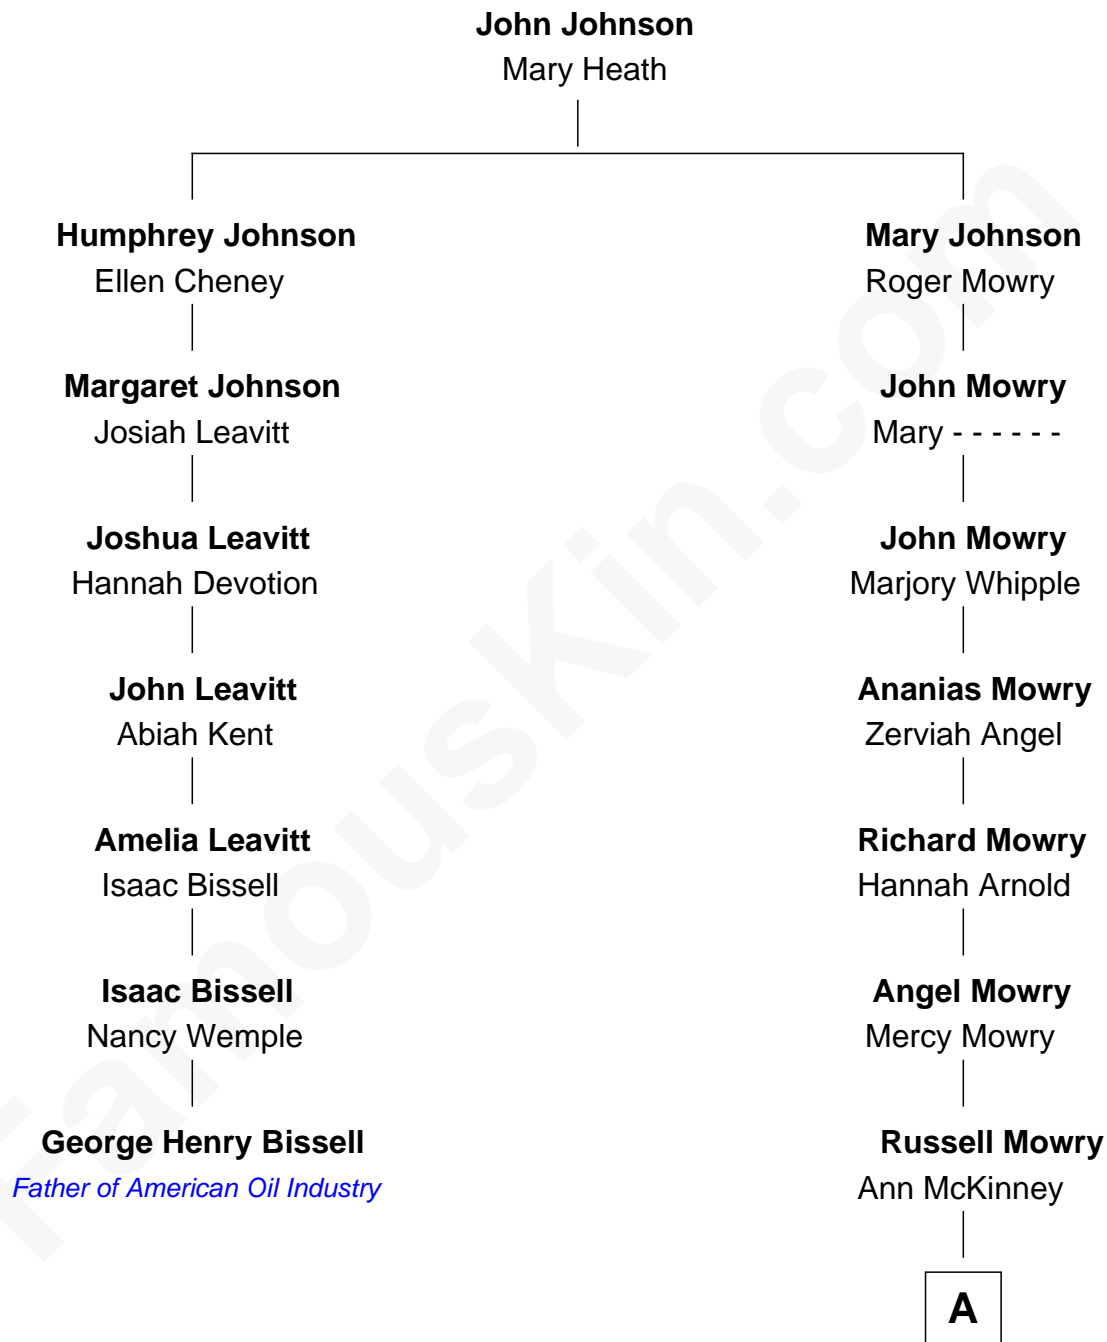 John Johnson
Mary Heath
Humphrey Johnson
Ellen Cheney
Mary Johnson
Roger Mowry
Margaret Johnson
Josiah Leavitt
John Mowry
Mary - - - - - -
Joshua Leavitt
Hannah Devotion
John Mowry
Marjory Whipple
John Leavitt
Abiah Kent
Ananias Mowry
Zerviah Angel
Amelia Leavitt
Isaac Bissell
Richard Mowry
Hannah Arnold
Isaac Bissell
Nancy Wemple
Angel Mowry
Mercy Mowry
George Henry Bissell
Father of American Oil Industry
Russell Mowry
Ann McKinney
A
FamousKin.com